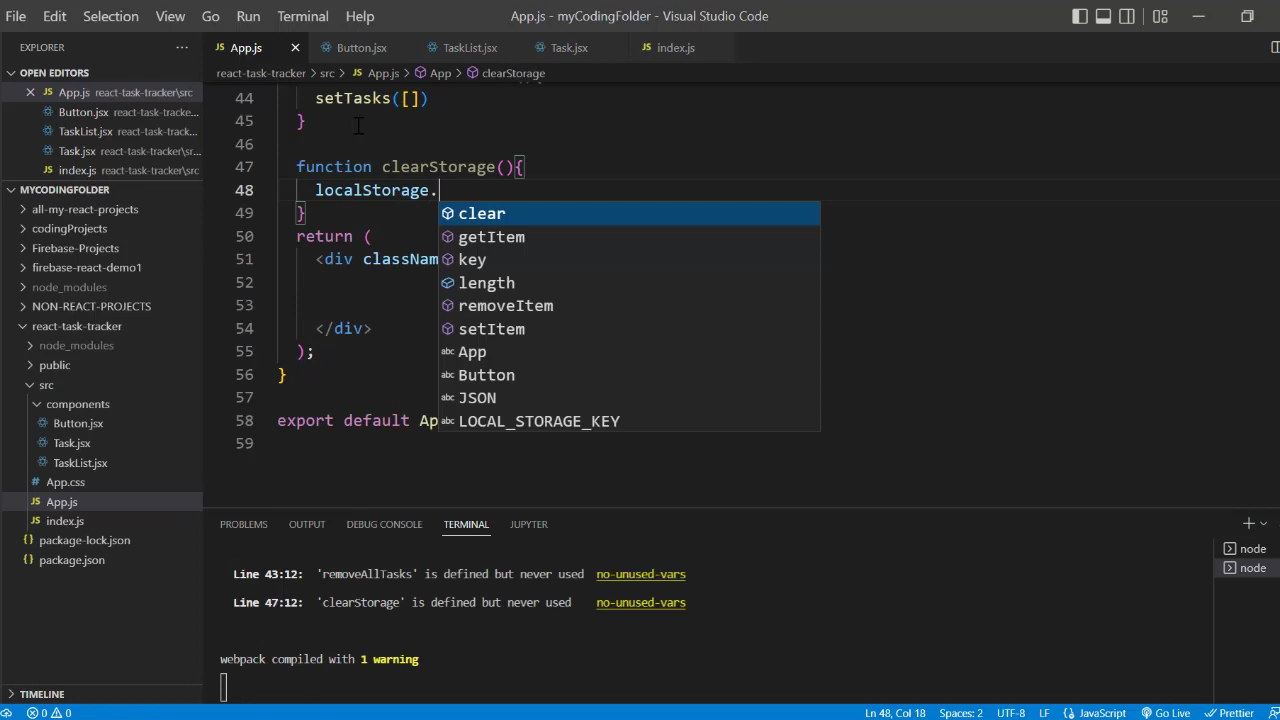 File Edit Selection View Go Run Terminal Help App.js - myCodingFolder - Visual Studio Code
EXPLORER ... App.js Button.jsx TaskList.jsx Task.jsx index.js
OPEN EDITORS
App.js react-task-tracker\src
Button.jsx react-task-tracke...
TaskList.jsx react-task-trac...
Task.jsx react-task-tracker\sr...
index.js react-task-tracker\src
MYCODINGFOLDER
all-my-react-projects
codingProjects
Firebase-Projects
firebase-react-demo1
node_modules
NON-REACT-PROJECTS
react-task-tracker
node_modules
public
src
components
Button.jsx
Task.jsx
TaskList.jsx
App.css
JS App.js
JS index.js
package-lock.json
package.json
TIMELINE
react-task-tracker > src > JS App.js > App > clearStorage
44 setTasks([])
45 }
46
47 function clearStorage(){
48 localStorage.
49 }
50 return (
51 <div classNam
52
53
54 </div>
55 );
56 }
57
58 export default Ap
59
clear
getItem
key
length
removeItem
setItem
abc App
abc Button
abc JSON
abc LOCAL_STORAGE_KEY
PROBLEMS OUTPUT DEBUG CONSOLE TERMINAL JUPYTER
Line 43:12: 'removeAllTasks' is defined but never used no-unused-vars
Line 47:12: 'clearStorage' is defined but never used no-unused-vars
webpack compiled with 1 warning
node
node
0 0 Ln 48, Col 18 Spaces: 2 UTF-8 LF {} JavaScript Go Live Prettier